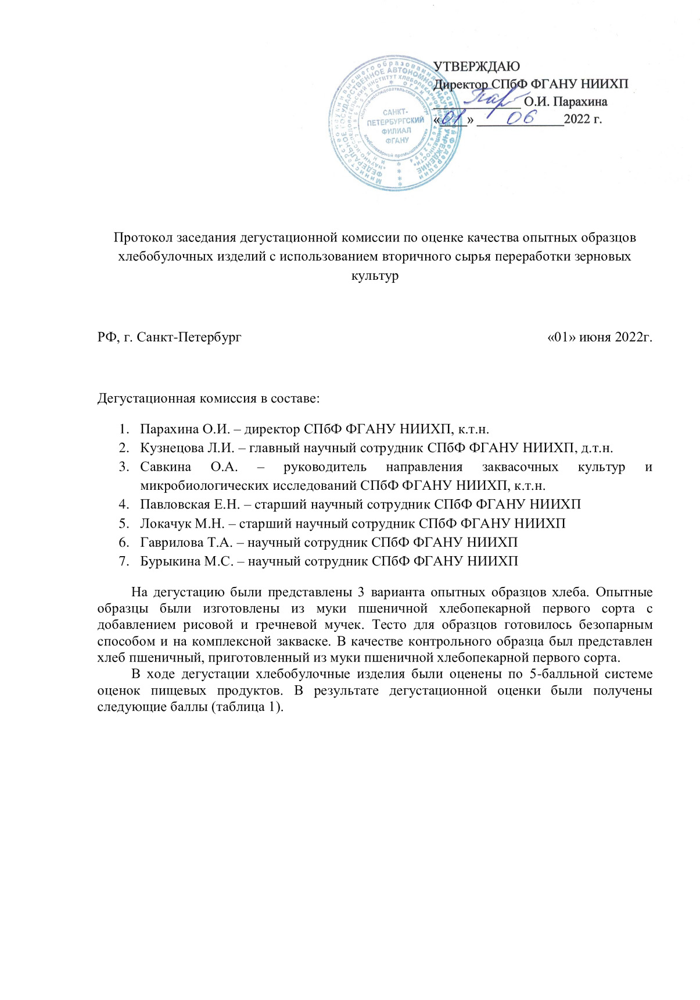 УТВЕРЖДАЮ
Директор СПбФ ФГАНУ НИИХП
О.И. Парахина
«01» 06 2022 г.
САНКТ-
ПЕТЕРБУРГСКИЙ
ФИЛИАЛ
ФГАНУ
Протокол заседания дегустационной комиссии по оценке качества опытных образцов
хлебобулочных изделий с использованием вторичного сырья переработки зерновых
культур
РФ, г. Санкт-Петербург «01» июня 2022г.
Дегустационная комиссия в составе:
1. Парахина О.И. – директор СПбФ ФГАНУ НИИХП, к.т.н.
2. Кузнецова Л.И. – главный научный сотрудник СПбФ ФГАНУ НИИХП, д.т.н.
3. Савкина О.А. – руководитель направления заквасочных культур и
микробиологических исследований СПбФ ФГАНУ НИИХП, к.т.н.
4. Павловская Е.Н. – старший научный сотрудник СПбФ ФГАНУ НИИХП
5. Локачук М.Н. – старший научный сотрудник СПбФ ФГАНУ НИИХП
6. Гаврилова Т.А. – научный сотрудник СПбФ ФГАНУ НИИХП
7. Бурыкина М.С. – научный сотрудник СПбФ ФГАНУ НИИХП
На дегустацию были представлены 3 варианта опытных образцов хлеба. Опытные
образцы были изготовлены из муки пшеничной хлебопекарной первого сорта с
добавлением рисовой и гречневой мучек. Тесто для образцов готовилось безопарным
способом и на комплексной закваске. В качестве контрольного образца был представлен
хлеб пшеничный, приготовленный из муки пшеничной хлебопекарной первого сорта.
В ходе дегустации хлебобулочные изделия были оценены по 5-балльной системе
оценок пищевых продуктов. В результате дегустационной оценки были получены
следующие баллы (таблица 1).